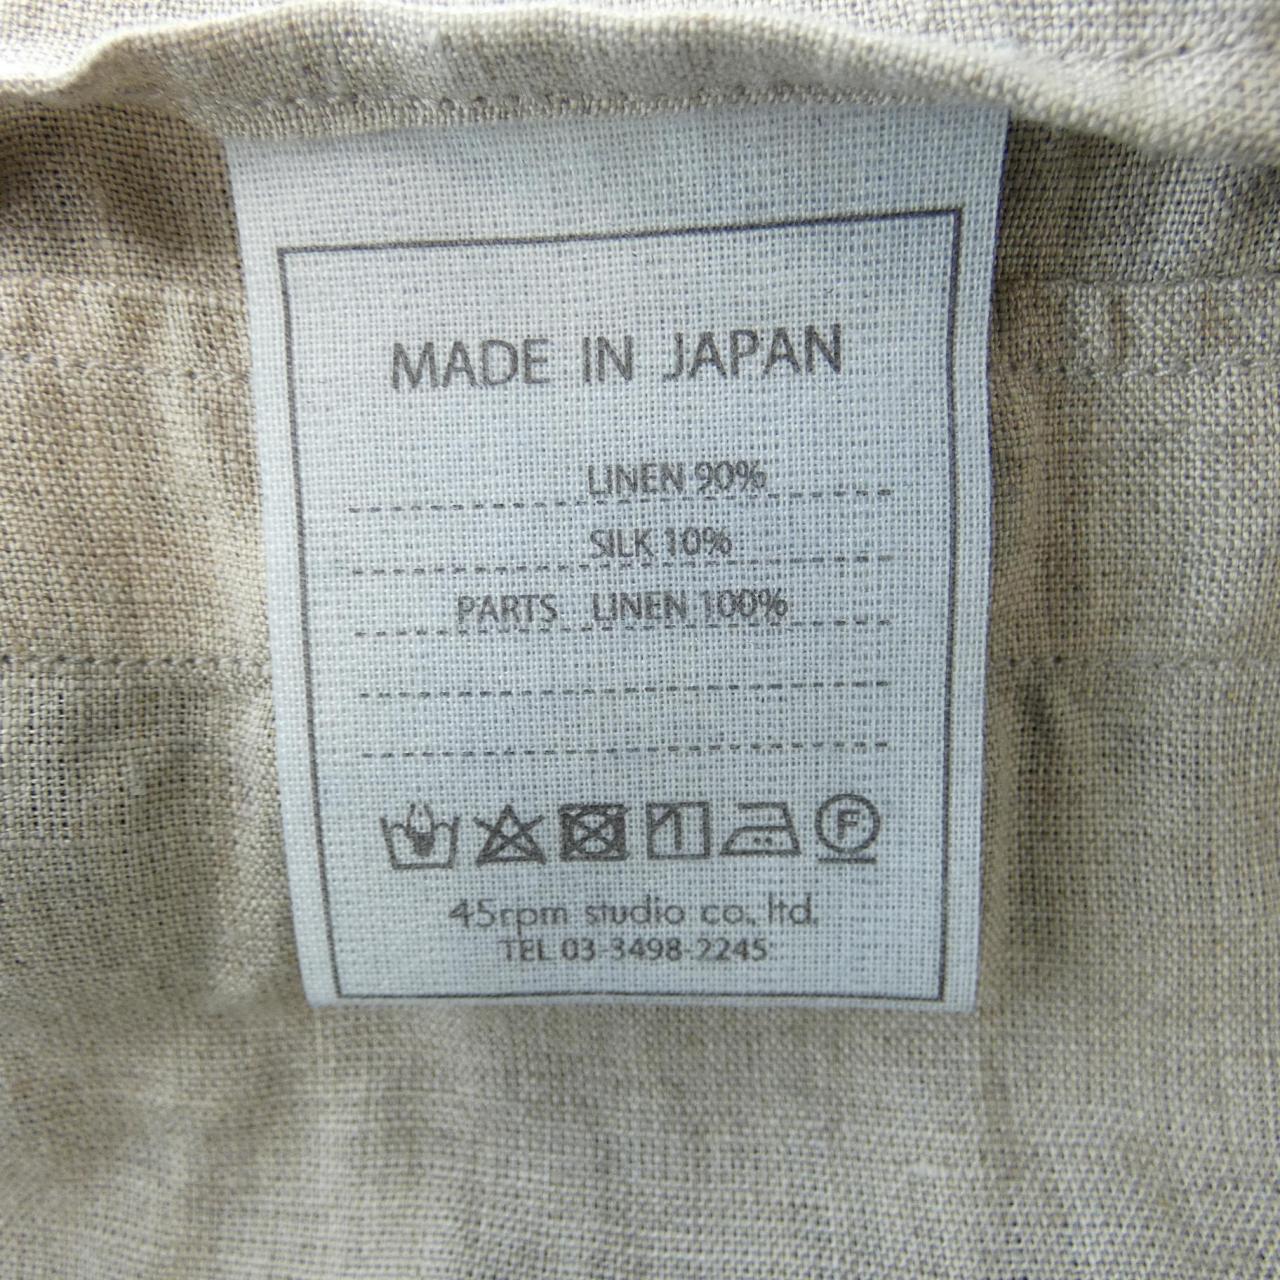 MADE IN JAPAN
LINEN 90%
SILK 10%
PARTS LINEN 100%
F
45rpm studio co., ltd.
TEL 03-3498-2245